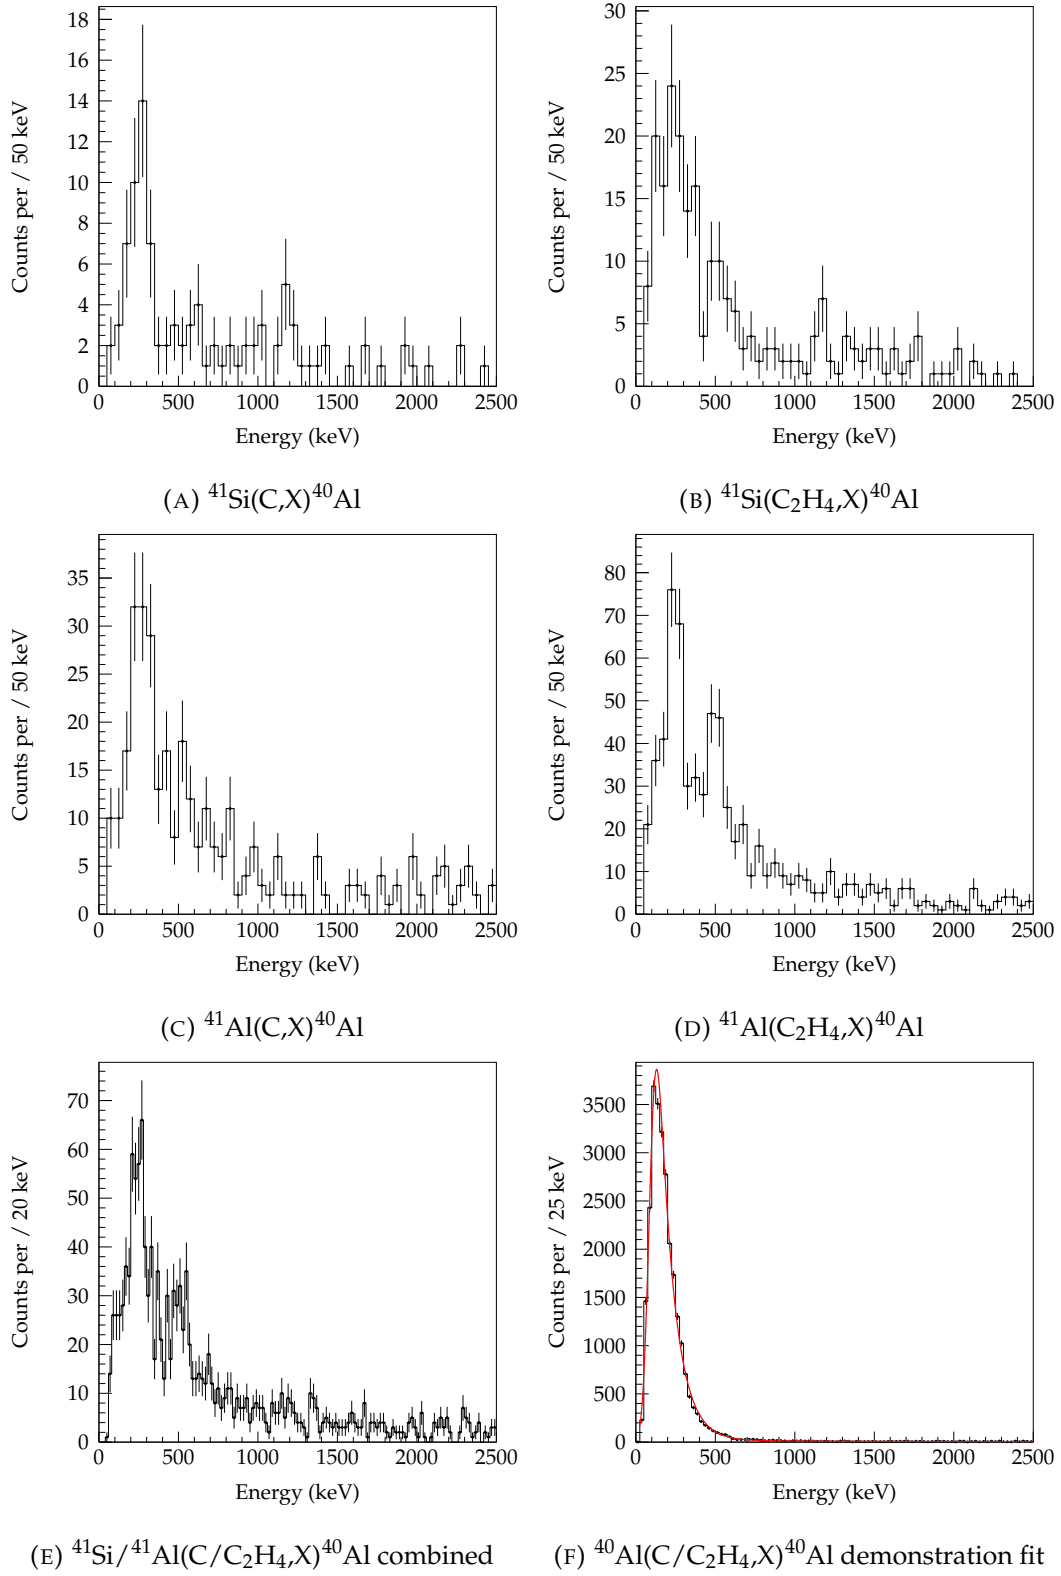 18
16
14
12
10
8
6
4
2
0
Counts per / 50 keV
0 500 1000 1500 2000 2500
Energy (keV)
(A) ⁴¹Si(C,X)⁴⁰Al
30
25
20
15
10
5
0
Counts per / 50 keV
0 500 1000 1500 2000 2500
Energy (keV)
(B) ⁴¹Si(C₂H₄,X)⁴⁰Al
35
30
25
20
15
10
5
0
Counts per / 50 keV
0 500 1000 1500 2000 2500
Energy (keV)
(C) ⁴¹Al(C,X)⁴⁰Al
80
70
60
50
40
30
20
10
0
Counts per / 50 keV
0 500 1000 1500 2000 2500
Energy (keV)
(D) ⁴¹Al(C₂H₄,X)⁴⁰Al
70
60
50
40
30
20
10
0
Counts per / 20 keV
0 500 1000 1500 2000 2500
Energy (keV)
(E) ⁴¹Si/⁴¹Al(C/C₂H₄,X)⁴⁰Al combined
3500
3000
2500
2000
1500
1000
500
0
Counts per / 25 keV
0 500 1000 1500 2000 2500
Energy (keV)
(F) ⁴⁰Al(C/C₂H₄,X)⁴⁰Al demonstration fit